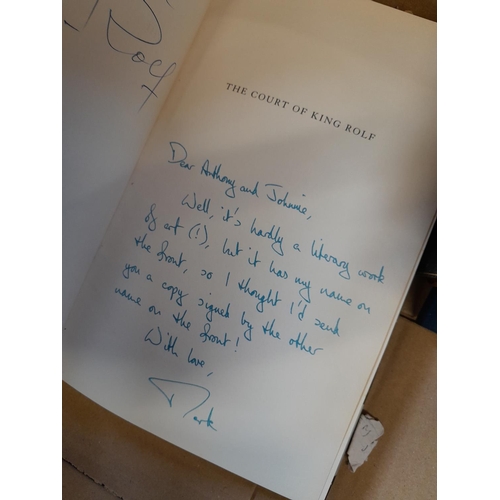 Rolf
x
THE COURT OF KING ROLF
Dear Anthony and Johnnie,
Well, it's hardly a literary work
of art (!), but it has my name on
the front, so I thought I'd send
you a copy signed by the other
name on the front!
With love,
Mark